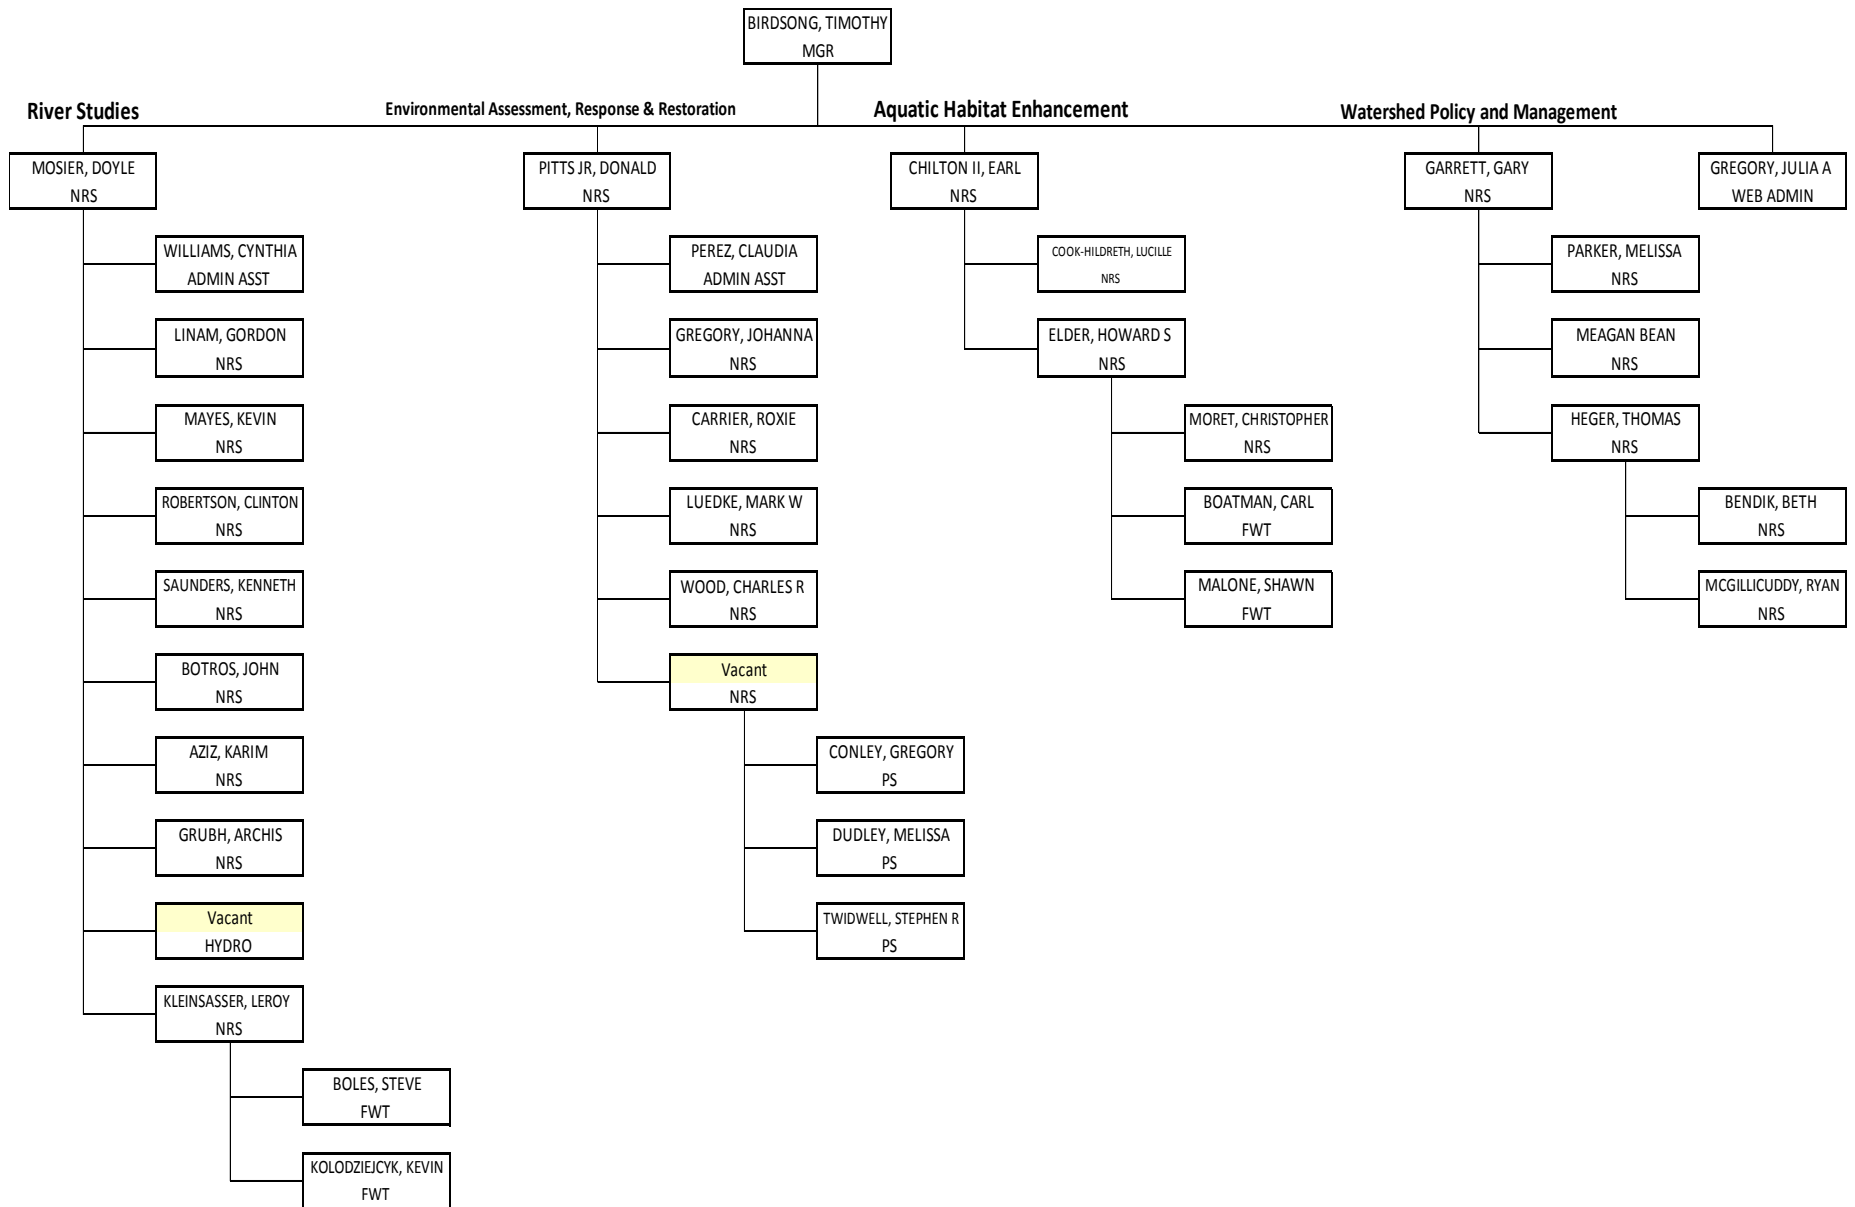 BIRDSONG, TIMOTHY
MGR
River Studies
Environmental Assessment, Response & Restoration
Aquatic Habitat Enhancement
Watershed Policy and Management
MOSIER, DOYLE
NRS
PITTS JR, DONALD
NRS
CHILTON II, EARL
NRS
GARRETT, GARY
NRS
GREGORY, JULIA A
WEB ADMIN
WILLIAMS, CYNTHIA
ADMIN ASST
LINAM, GORDON
NRS
MAYES, KEVIN
NRS
ROBERTSON, CLINTON
NRS
SAUNDERS, KENNETH
NRS
BOTROS, JOHN
NRS
AZIZ, KARIM
NRS
GRUBH, ARCHIS
NRS
Vacant
HYDRO
KLEINSASSER, LEROY
NRS
BOLES, STEVE
FWT
KOLODZIEJCYK, KEVIN
FWT
PEREZ, CLAUDIA
ADMIN ASST
GREGORY, JOHANNA
NRS
CARRIER, ROXIE
NRS
LUEDKE, MARK W
NRS
WOOD, CHARLES R
NRS
Vacant
NRS
CONLEY, GREGORY
PS
DUDLEY, MELISSA
PS
TWIDWELL, STEPHEN R
PS
COOK-HILDRETH, LUCILLE
NRS
ELDER, HOWARD S
NRS
MORET, CHRISTOPHER
NRS
BOATMAN, CARL
FWT
MALONE, SHAWN
FWT
PARKER, MELISSA
NRS
MEAGAN BEAN
NRS
HEGER, THOMAS
NRS
BENDIK, BETH
NRS
MCGILLICUDDY, RYAN
NRS